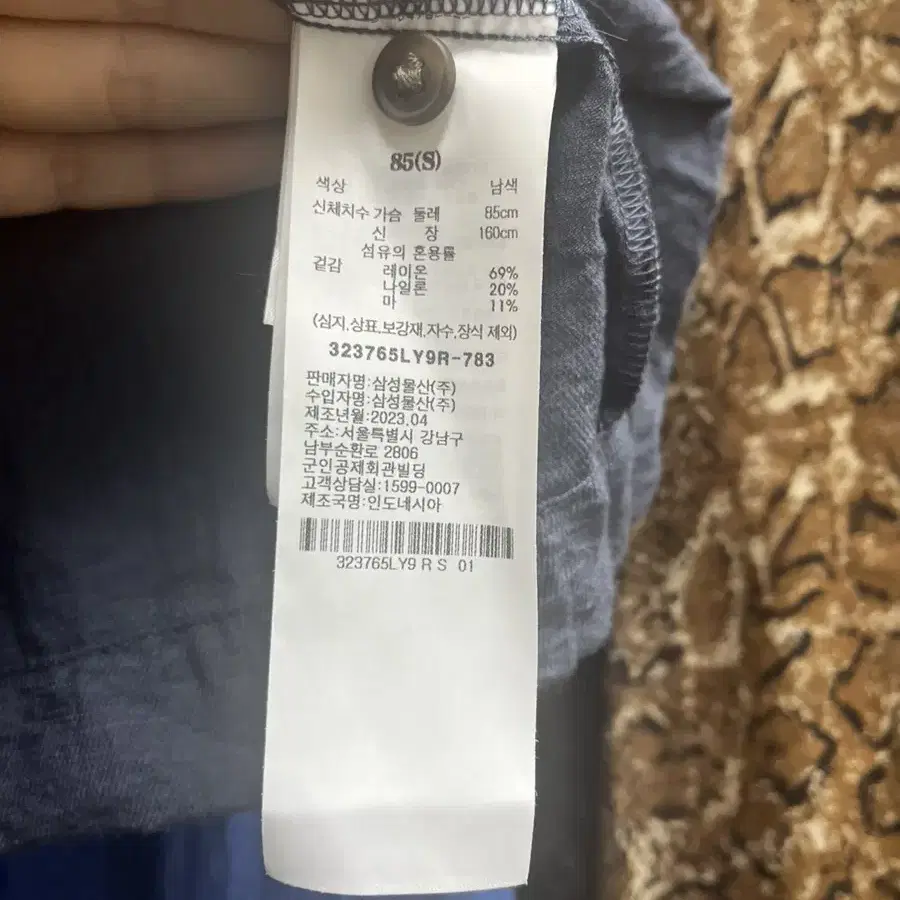 85(S)
색상 남색
신체치수 가슴 둘레 85cm
신 장 160cm
섬유의 혼용률
겉감 레이온 69%
나일론 20%
마 11%
(심지,상표,보강재,자수,장식 제외)
323765LY9R-783
판매자명:삼성물산(주)
수입자명:삼성물산(주)
제조년월:2023.04
주소:서울특별시 강남구
남부순환로 2806
군인공제회관빌딩
고객상담실:1599-0007
제조국명:인도네시아
323765LY9 R S 01